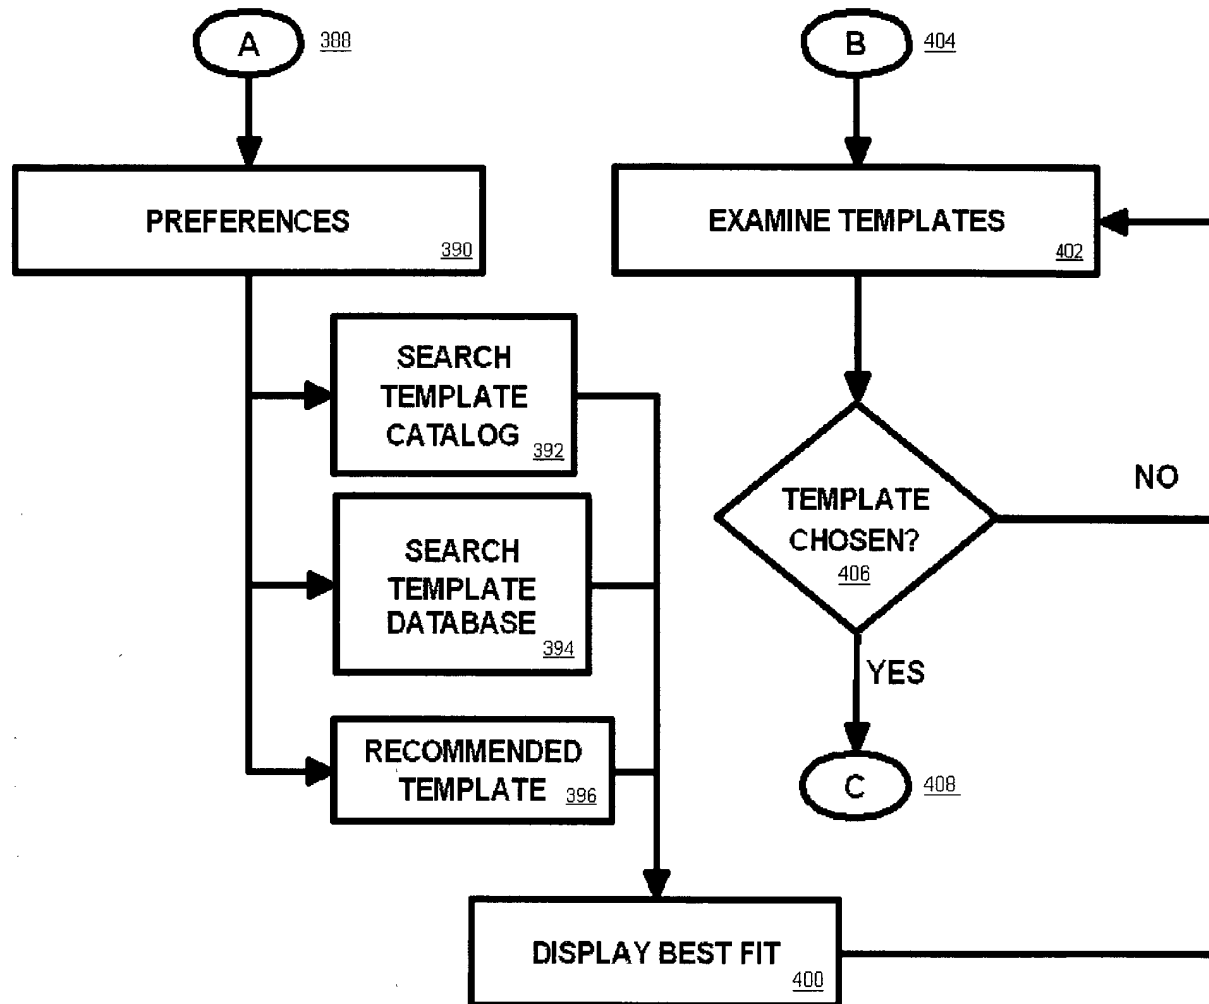 A 388
PREFERENCES
390
SEARCH
TEMPLATE
CATALOG
392
SEARCH
TEMPLATE
DATABASE
394
RECOMMENDED
TEMPLATE
396
DISPLAY BEST FIT
400
B 404
EXAMINE TEMPLATES
402
TEMPLATE
CHOSEN?
406
NO
YES
C 408